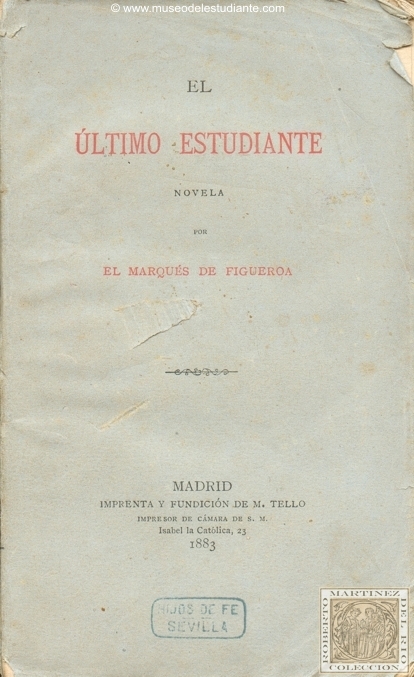 © www.museodelestudiante.com
EL
ÚLTIMO ESTUDIANTE
NOVELA
POR
EL MARQUÉS DE FIGUEROA
MADRID
IMPRENTA Y FUNDICIÓN DE M. TELLO
IMPRESOR DE CÁMARA DE S. M.
Isabel la Católica, 23
1883
HIJOS DE FE
SEVILLA
ROBERTO MARTINEZ DEL RIO
COLECCION